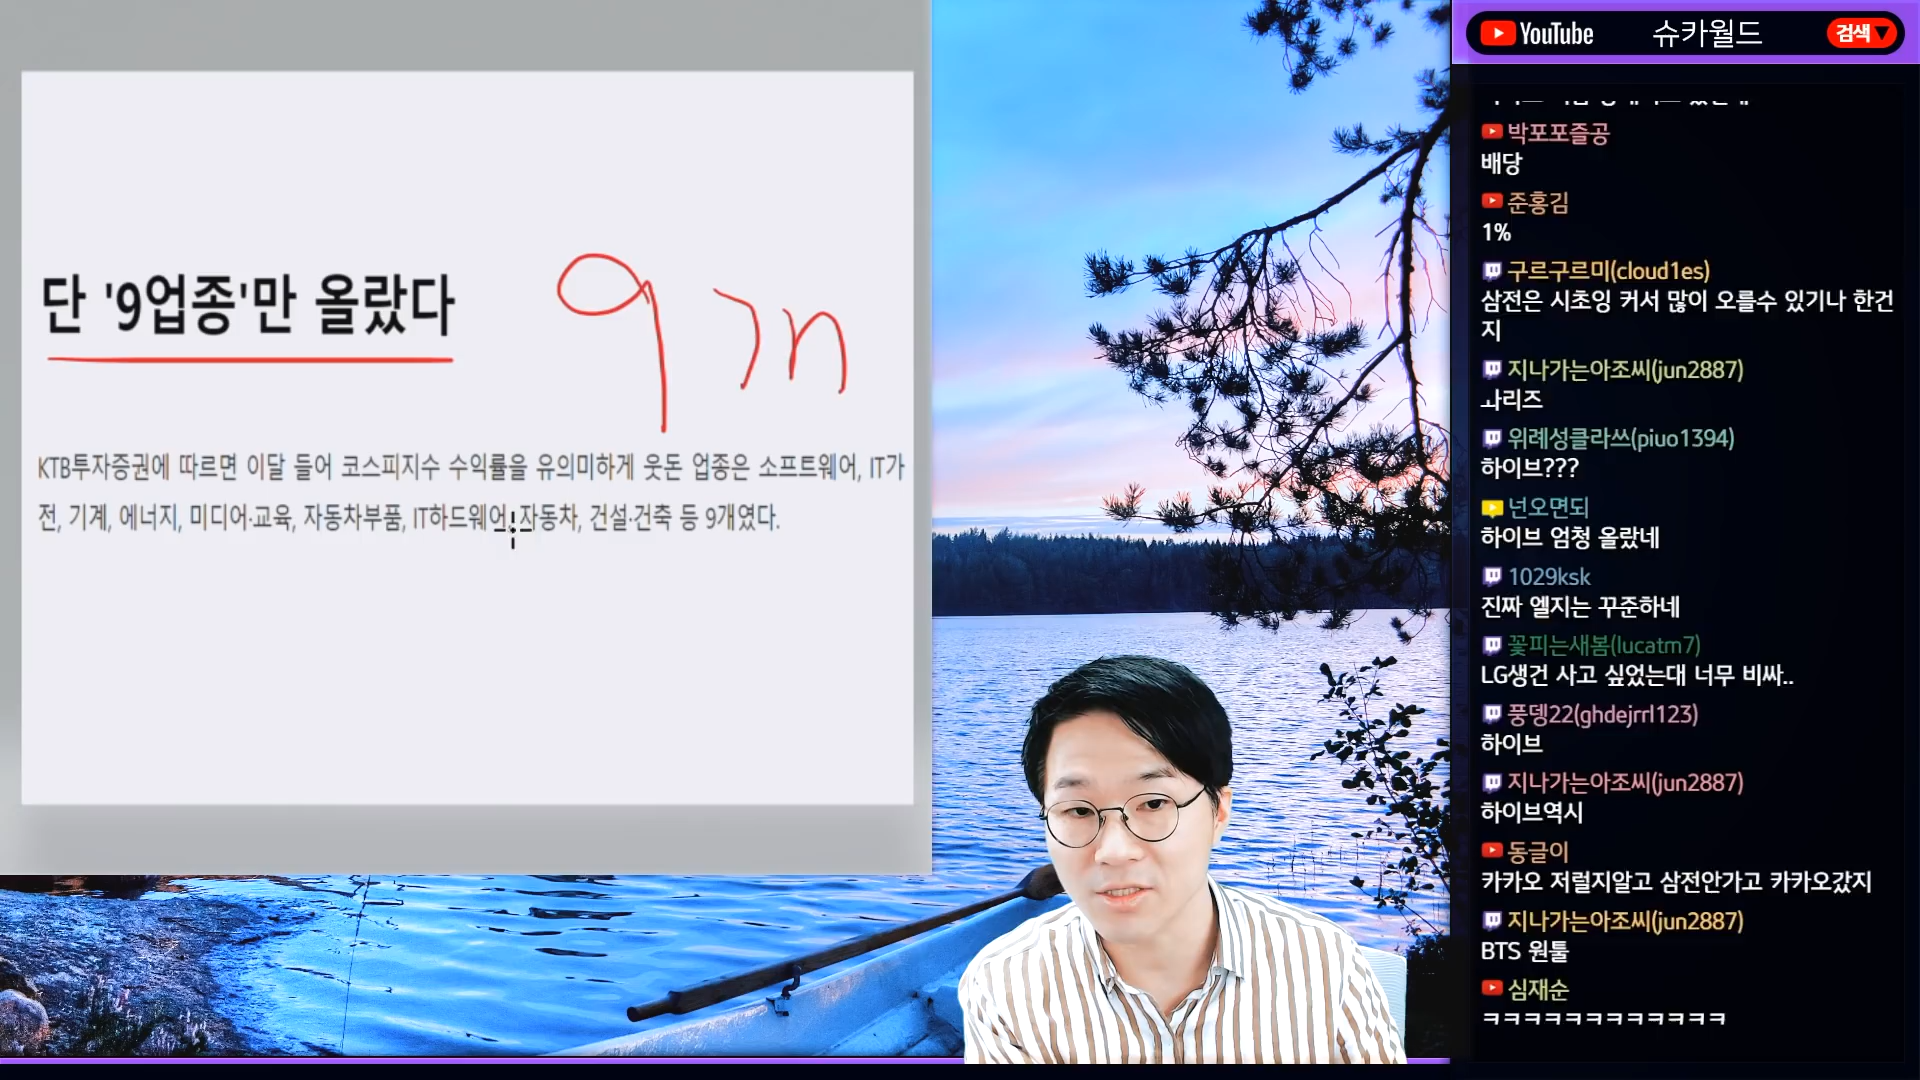 단 '9업종'만 올랐다
9개
KTB투자증권에 따르면 이달 들어 코스피지수 수익률을 유의미하게 웃돈 업종은 소프트웨어, IT가
전, 기계, 에너지, 미디어·교육, 자동차부품, IT하드웨어, 자동차, 건설·건축 등 9개였다.
YouTube 슈카월드 검색▼
박포포즐공
배당
준홍김
1%
구르구르미(cloud1es)
삼전은 시초잉 커서 많이 오를수 있기나 한건
지
지나가는아조씨(jun2887)
ㅘ리즈
위례성클라쓰(piuo1394)
하이브???
넌오면되
하이브 엄청 올랐네
1029ksk
진짜 엘지는 꾸준하네
꽃피는새봄(lucatm7)
LG생건 사고 싶었는대 너무 비싸..
풍뎅22(ghdejrrl123)
하이브
지나가는아조씨(jun2887)
하이브역시
동글이
카카오 저럴지알고 삼전안가고 카카오갔지
지나가는아조씨(jun2887)
BTS 원툴
심재순
ㅋㅋㅋㅋㅋㅋㅋㅋㅋㅋㅋㅋ